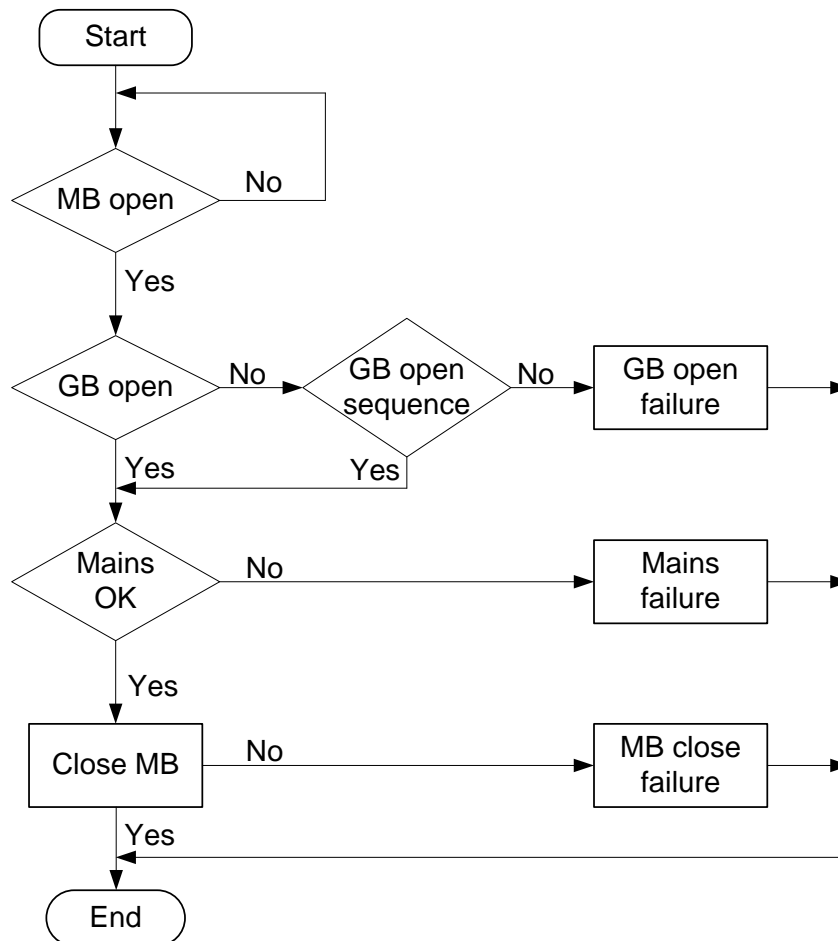 Start
No
MB open
Yes
GB open
No
GB open
sequence
No
GB open
failure
Yes
Yes
Mains
OK
No
Mains
failure
Yes
Close MB
No
MB close
failure
Yes
End